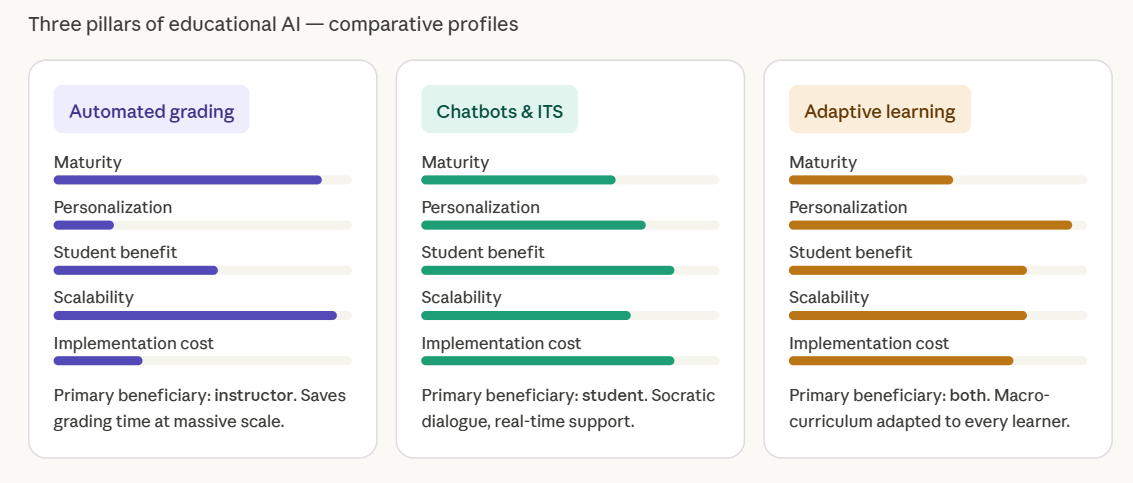 Three pillars of educational AI — comparative profiles
Automated grading
Maturity
Personalization
Student benefit
Scalability
Implementation cost
Primary beneficiary: instructor. Saves
grading time at massive scale.
Chatbots & ITS
Maturity
Personalization
Student benefit
Scalability
Implementation cost
Primary beneficiary: student. Socratic
dialogue, real-time support.
Adaptive learning
Maturity
Personalization
Student benefit
Scalability
Implementation cost
Primary beneficiary: both. Macro-
curriculum adapted to every learner.